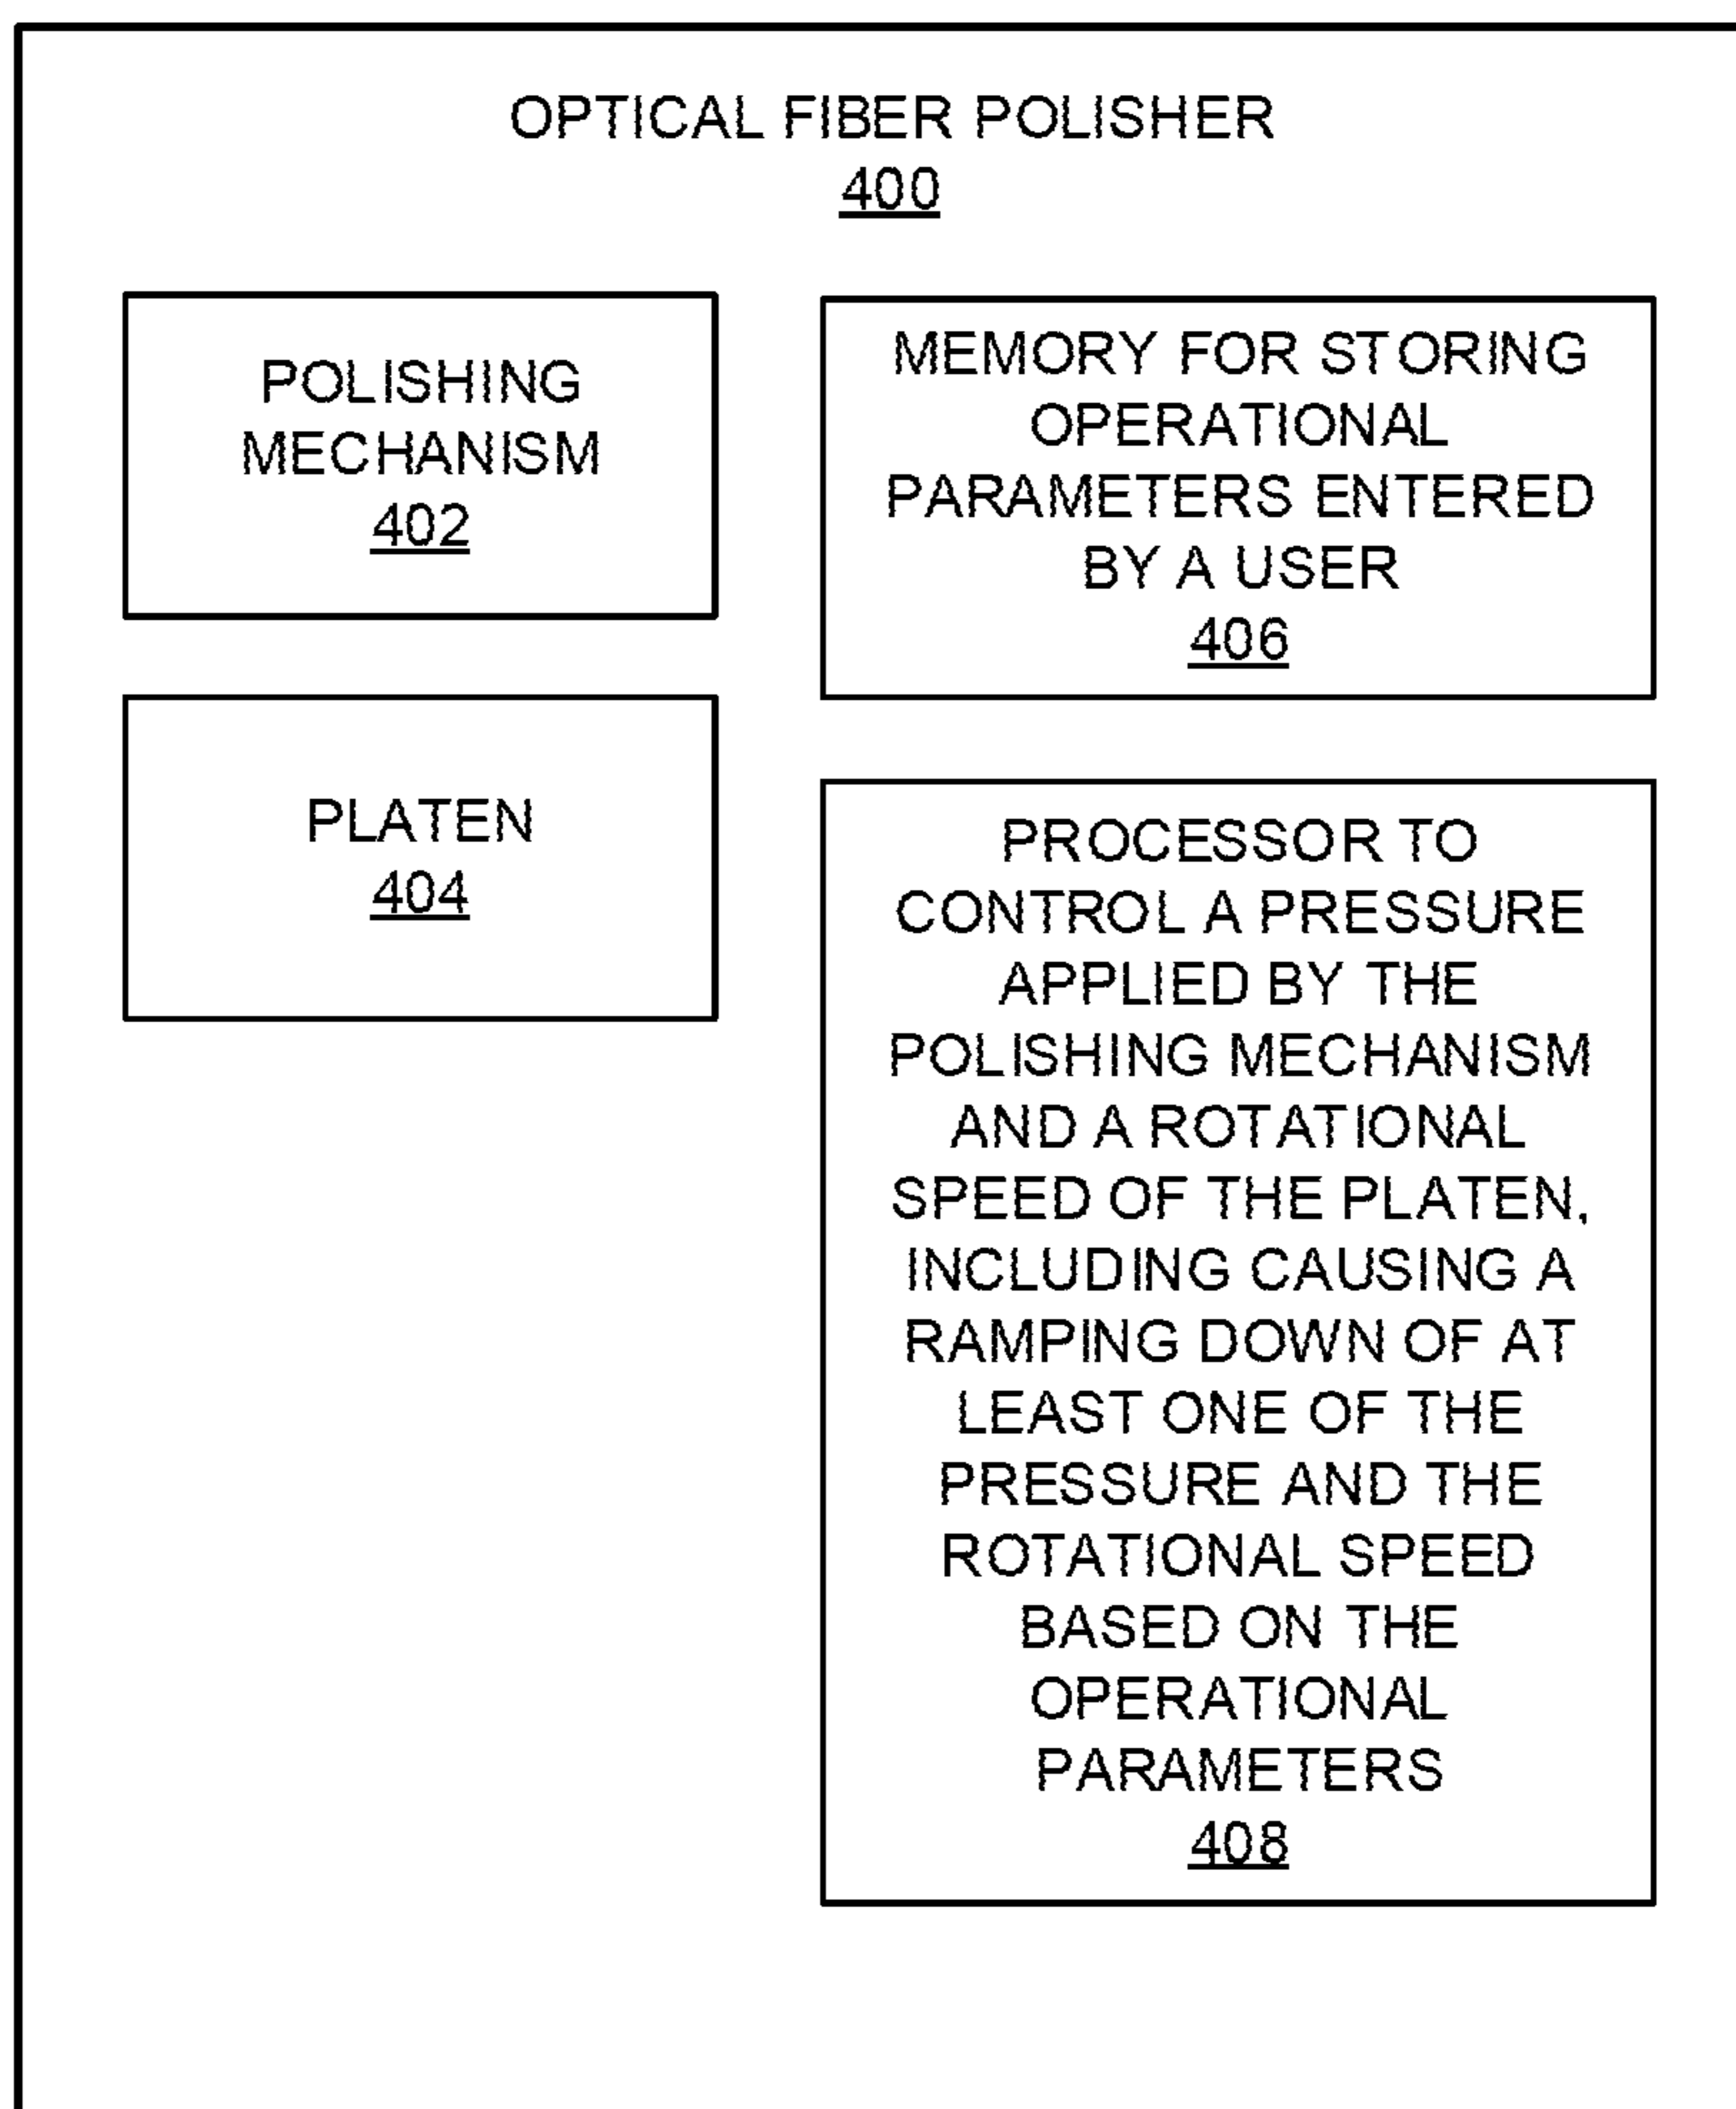 OPTICAL FIBER POLISHER
400
POLISHING
MECHANISM
402
PLATEN
404
MEMORY FOR STORING
OPERATIONAL
PARAMETERS ENTERED
BY A USER
406
PROCESSOR TO
CONTROL A PRESSURE
APPLIED BY THE
POLISHING MECHANISM
AND A ROTATIONAL
SPEED OF THE PLATEN,
INCLUDING CAUSING A
RAMPING DOWN OF AT
LEAST ONE OF THE
PRESSURE AND THE
ROTATIONAL SPEED
BASED ON THE
OPERATIONAL
PARAMETERS
408